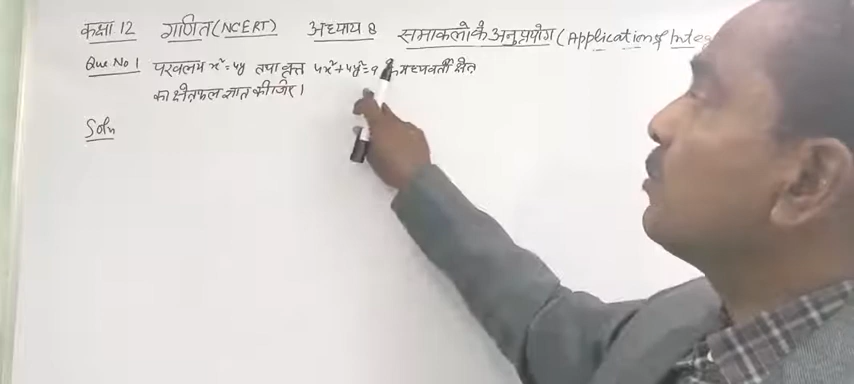 कक्षा 12 गणित (NCERT) अध्याय 8 समाकलो के अनुप्रयोग (Application of Integ
Que. No 1 परवलय x² = 4y तथा वृत्त 4x² + 4y² = 9 के मध्यवर्ती क्षेत्र
का क्षेत्रफल ज्ञात कीजिए।
Soln